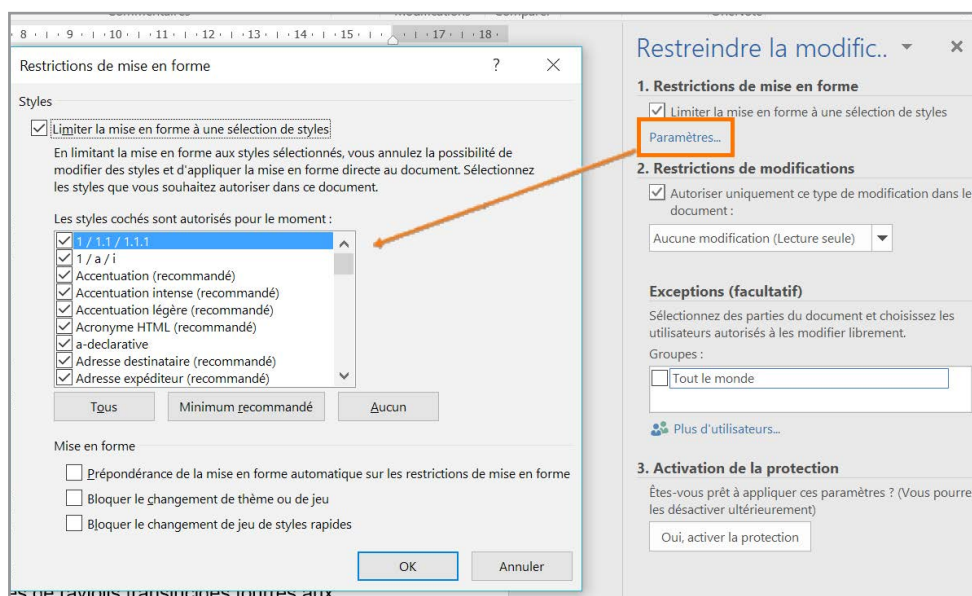 8 · ı · 9 · ı · 10 · ı · 11 · ı · 12 · ı · 13 · ı · 14 · ı · 15 · ı · ı · 17 · ı · 18 ·
Restrictions de mise en forme
Styles
Limiter la mise en forme à une sélection de styles
En limitant la mise en forme aux styles sélectionnés, vous annulez la possibilité de
modifier des styles et d'appliquer la mise en forme directe au document. Sélectionnez
les styles que vous souhaitez autoriser dans ce document.
Les styles cochés sont autorisés pour le moment :
1 / 1.1 / 1.1.1
1 / a / i
Accentuation (recommandé)
Accentuation intense (recommandé)
Accentuation légère (recommandé)
Acronyme HTML (recommandé)
a-declarative
Adresse destinataire (recommandé)
Adresse expéditeur (recommandé)
Tous Minimum recommandé Aucun
Mise en forme
Prépondérance de la mise en forme automatique sur les restrictions de mise en forme
Bloquer le changement de thème ou de jeu
Bloquer le changement de jeu de styles rapides
OK Annuler
Restreindre la modific..
1. Restrictions de mise en forme
Limiter la mise en forme à une sélection de styles
Paramètres...
2. Restrictions de modifications
Autoriser uniquement ce type de modification dans le
document :
Aucune modification (Lecture seule)
Exceptions (facultatif)
Sélectionnez des parties du document et choisissez les
utilisateurs autorisés à les modifier librement.
Groupes :
Tout le monde
Plus d'utilisateurs...
3. Activation de la protection
Êtes-vous prêt à appliquer ces paramètres ? (Vous pourre
les désactiver ultérieurement)
Oui, activer la protection